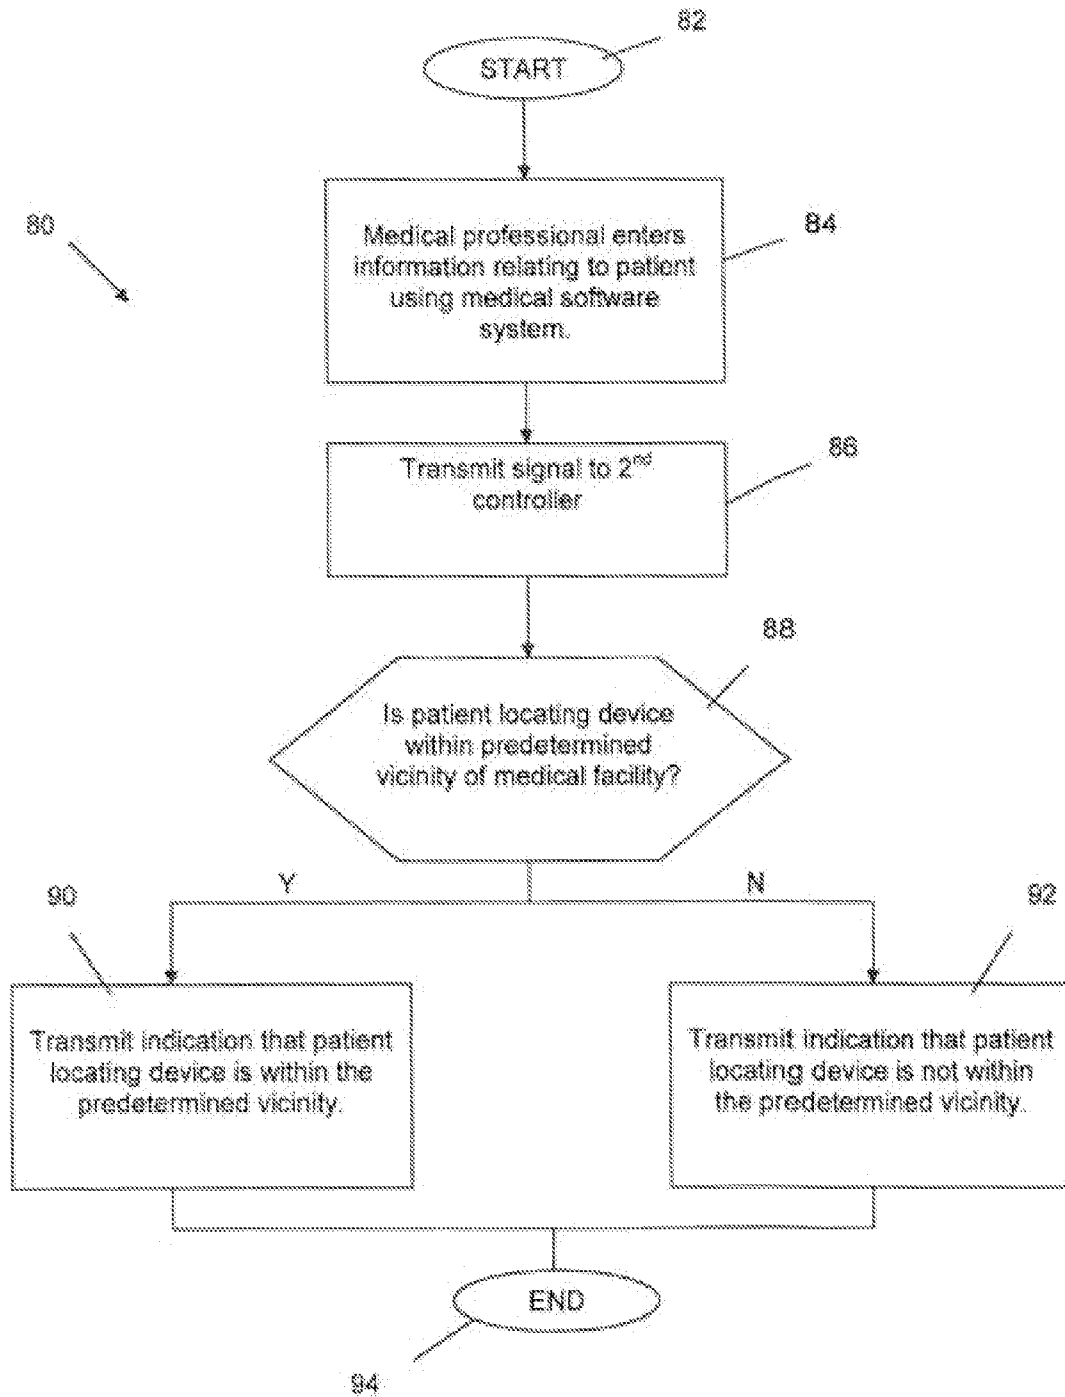 82
START
80
84
Medical professional enters
information relating to patient
using medical software
system.
86
Transmit signal to 2nd
controller
88
Is patient locating device
within predetermined
vicinity of medical facility?
Y
N
90
92
Transmit indication that patient
locating device is within the
predetermined vicinity.
Transmit indication that patient
locating device is not within
the predetermined vicinity.
END
94